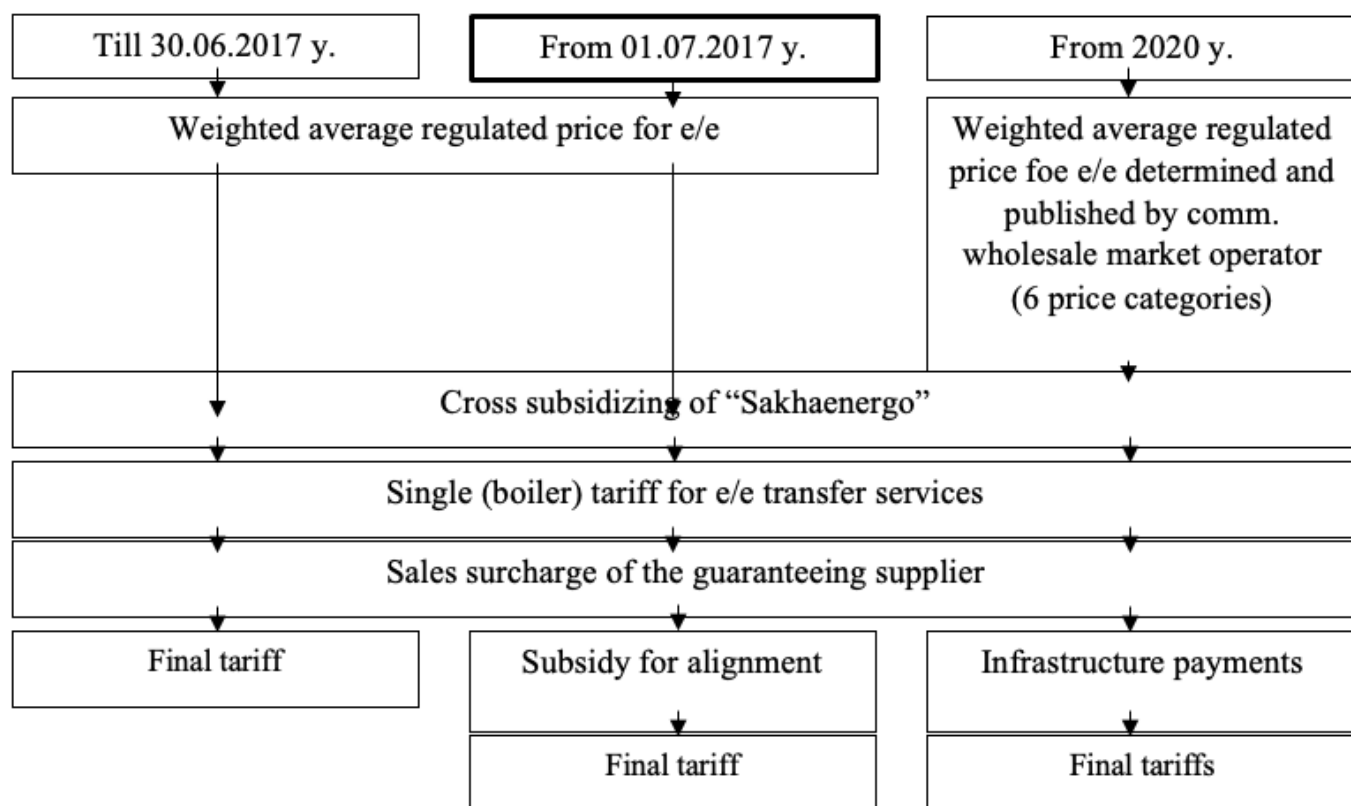 Till 30.06.2017 y.
From 01.07.2017 y.
From 2020 y.
Weighted average regulated price for e/e
Weighted average regulated
price foe e/e determined and
published by comm.
wholesale market operator
(6 price categories)
Cross subsidizing of “Sakhaenergo”
Single (boiler) tariff for e/e transfer services
Sales surcharge of the guaranteeing supplier
Final tariff
Subsidy for alignment
Infrastructure payments
Final tariff
Final tariffs